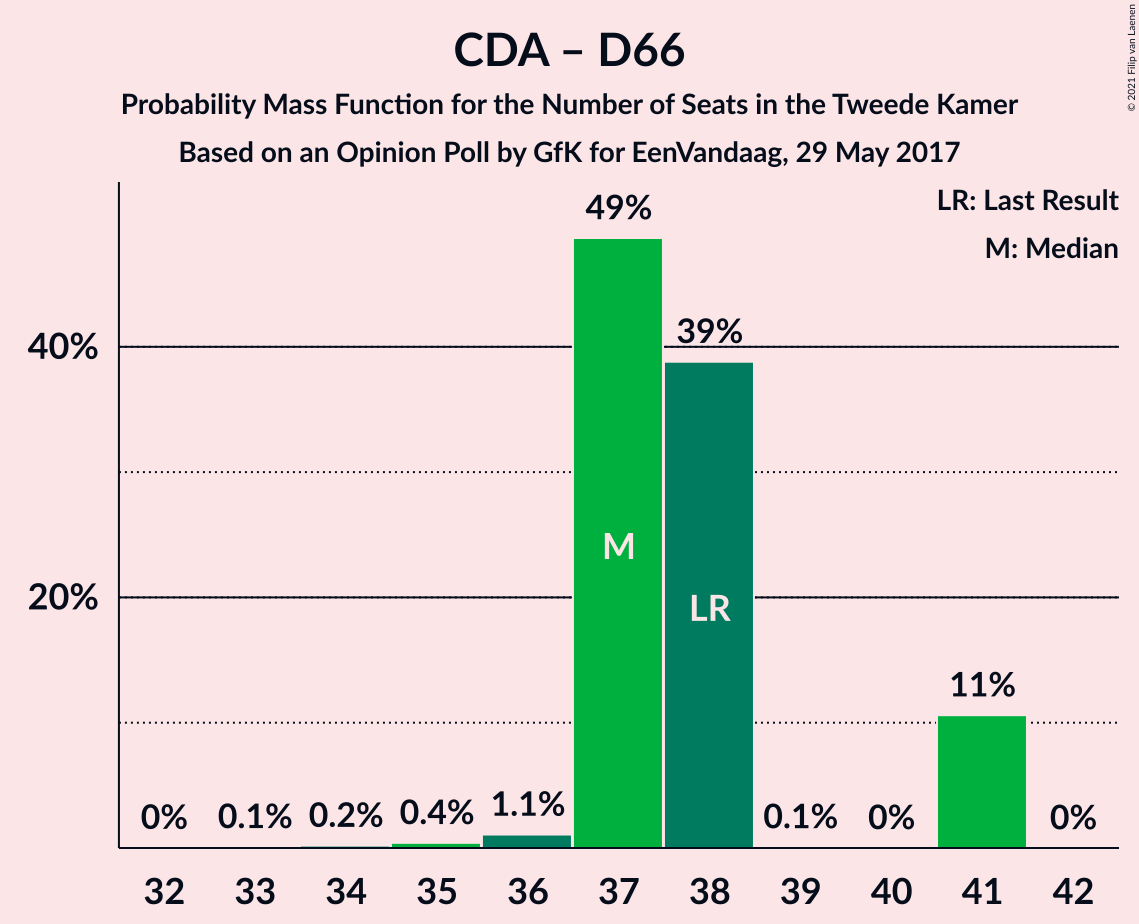 CDA – D66
Probability Mass Function for the Number of Seats in the Tweede Kamer
Based on an Opinion Poll by GfK for EenVandaag, 29 May 2017
© 2021 Filip van Laenen
LR: Last Result
M: Median
49%
39%
40%
M
20%
LR
11%
0%
0.1%
0.2%
0.4%
1.1%
0.1%
0%
0%
32 33 34 35 36 37 38 39 40 41 42